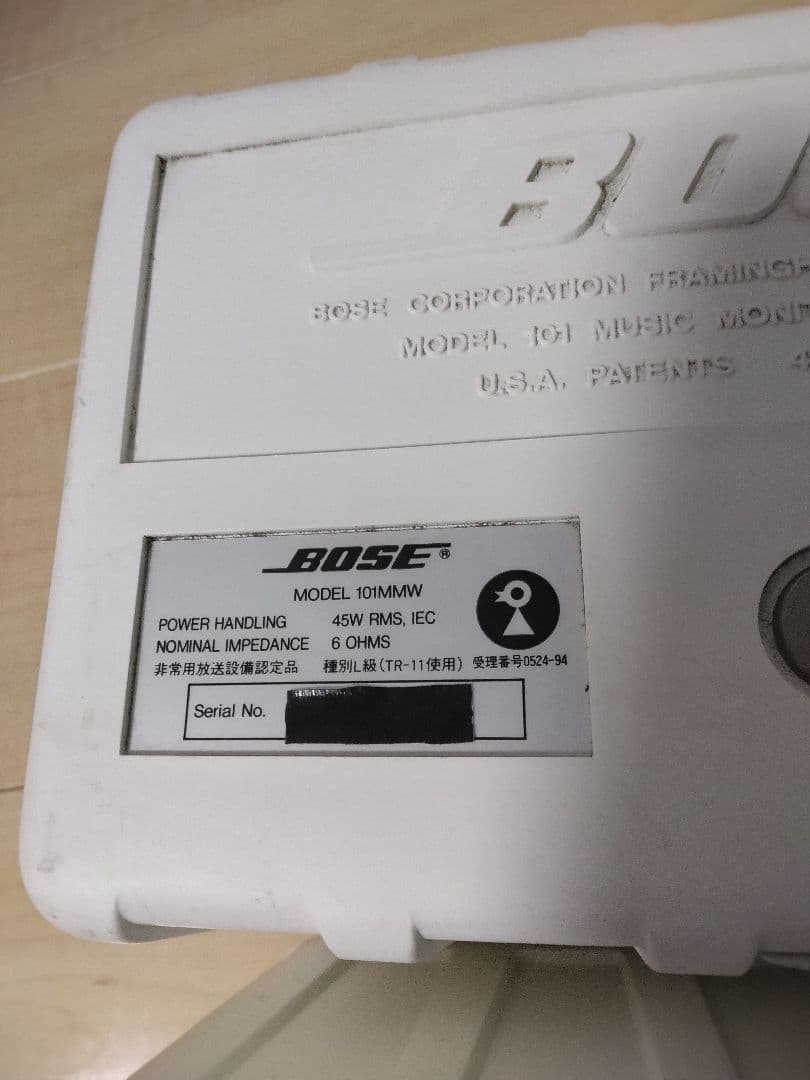 BOSE CORPORATION
MODEL 101 MUSIC
U.S.A. PATENTS
BOSE®
MODEL 101MMW
POWER HANDLING 45W RMS, IEC
NOMINAL IMPEDANCE 6 OHMS
非常用放送設備認定品 種別L級(TR-11使用) 受理番号0524-94
Serial No.